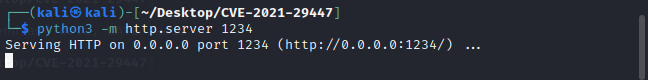 (kali㉿kali)-[~/Desktop/CVE-2021-29447]
$ python3 -m http.server 1234
Serving HTTP on 0.0.0.0 port 1234 (http://0.0.0.0:1234/) ...